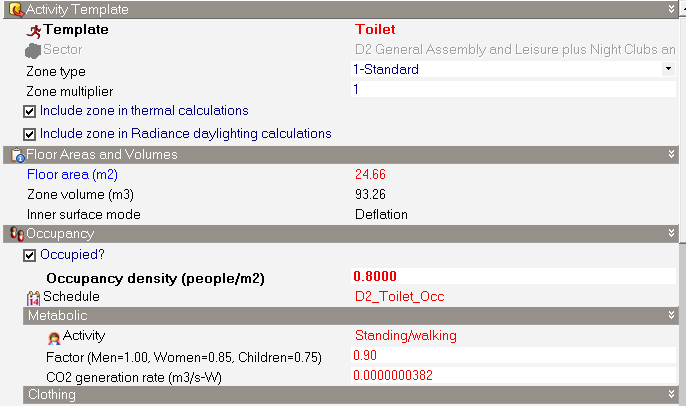 Activity Template
Template Toilet
Sector D2 General Assembly and Leisure plus Night Clubs an
Zone type 1-Standard
Zone multiplier 1
Include zone in thermal calculations
Include zone in Radiance daylighting calculations
Floor Areas and Volumes
Floor area (m2) 24.66
Zone volume (m3) 93.26
Inner surface mode Deflation
Occupancy
Occupied?
Occupancy density (people/m2) 0.8000
Schedule D2_Toilet_Occ
Metabolic
Activity Standing/walking
Factor (Men=1.00, Women=0.85, Children=0.75) 0.90
CO2 generation rate (m3/s-W) 0.0000000382
Clothing